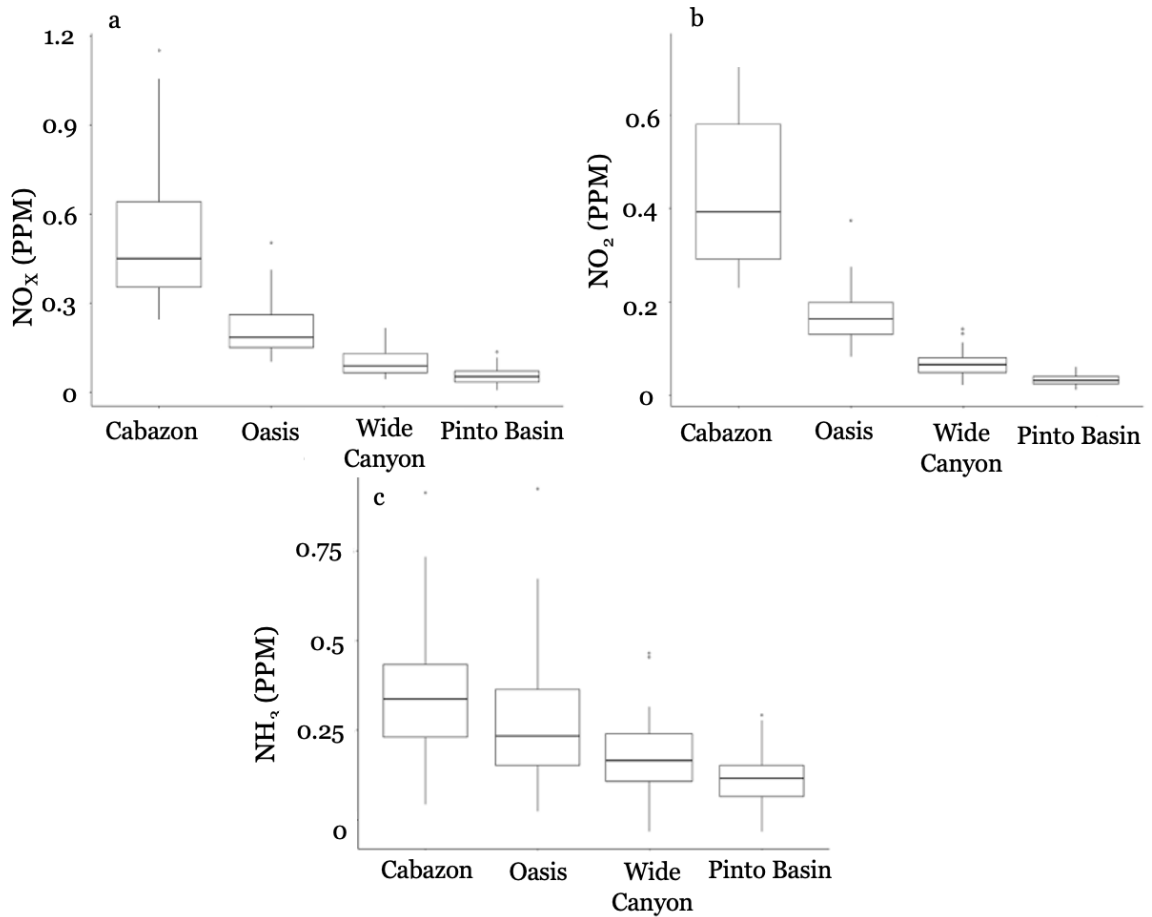 a
1.2
0.9
0.6
0.3
0
NOX (PPM)
Cabazon
Oasis
Wide
Canyon
Pinto Basin
b
0.6
0.4
0.2
0
NO2 (PPM)
Cabazon
Oasis
Wide
Canyon
Pinto Basin
c
0.75
0.5
0.25
0
NH3 (PPM)
Cabazon
Oasis
Wide
Canyon
Pinto Basin